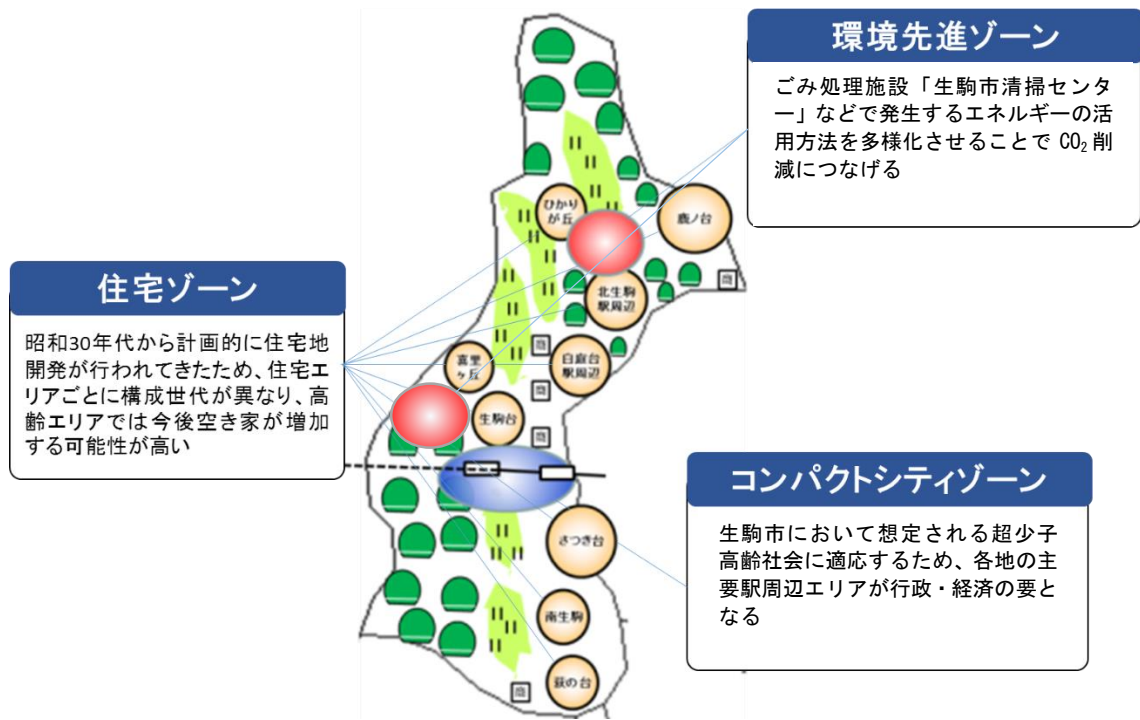 環境先進ゾーン
ごみ処理施設「生駒市清掃センタ
ー」などで発生するエネルギーの活
用方法を多様化させることで CO₂ 削
減につなげる
住宅ゾーン
昭和30年代から計画的に住宅地
開発が行われてきたため、住宅エ
リアごとに構成世代が異なり、高
齢エリアでは今後空き家が増加
する可能性が高い
コンパクトシティゾーン
生駒市において想定される超少子
高齢社会に適応するため、各地の主
要駅周辺エリアが行政・経済の要と
なる
ひかり
が丘
鹿ノ台
商
北生駒
駅周辺
商
喜里
ヶ丘
白庭台
駅周辺
商
生駒台
商
さつき台
南生駒
萩の台
商